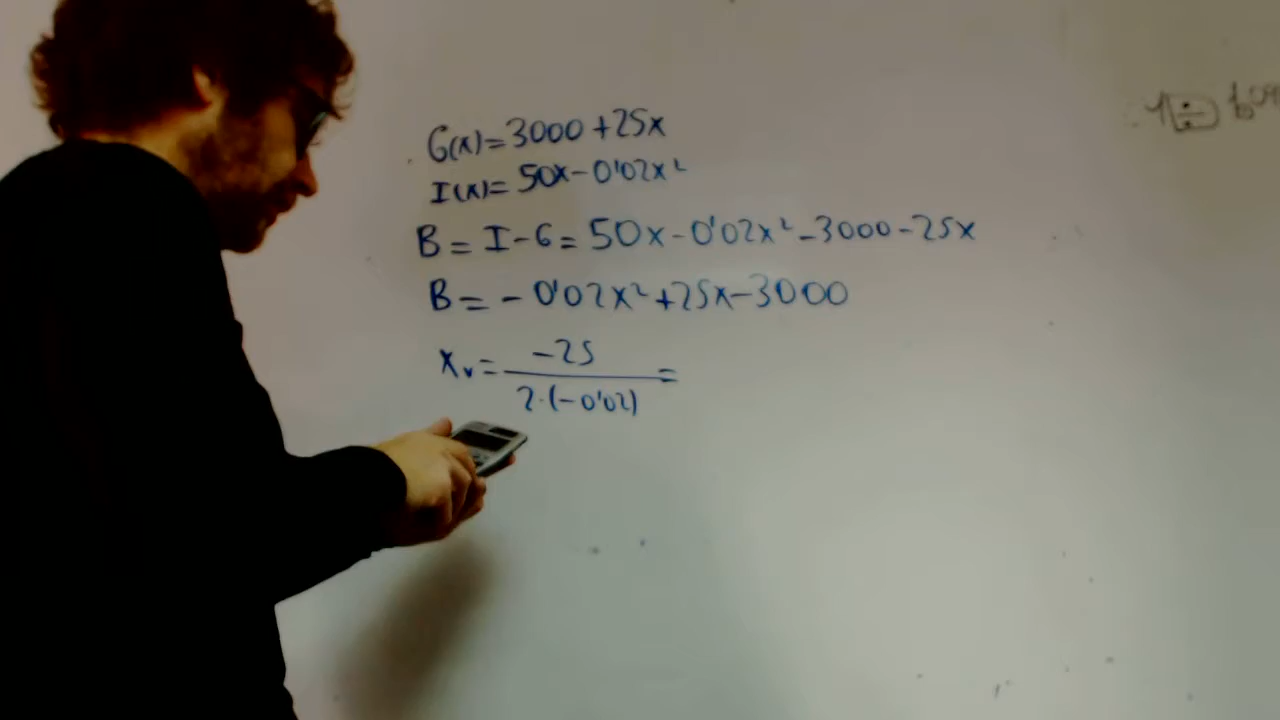 G(x)=3000+25x
I(x)=50x-0'02x²
B=I-G=50x-0'02x²-3000-25x
B=-0'02x²+25x-3000
xᵥ=-25/2·(-0'02)=